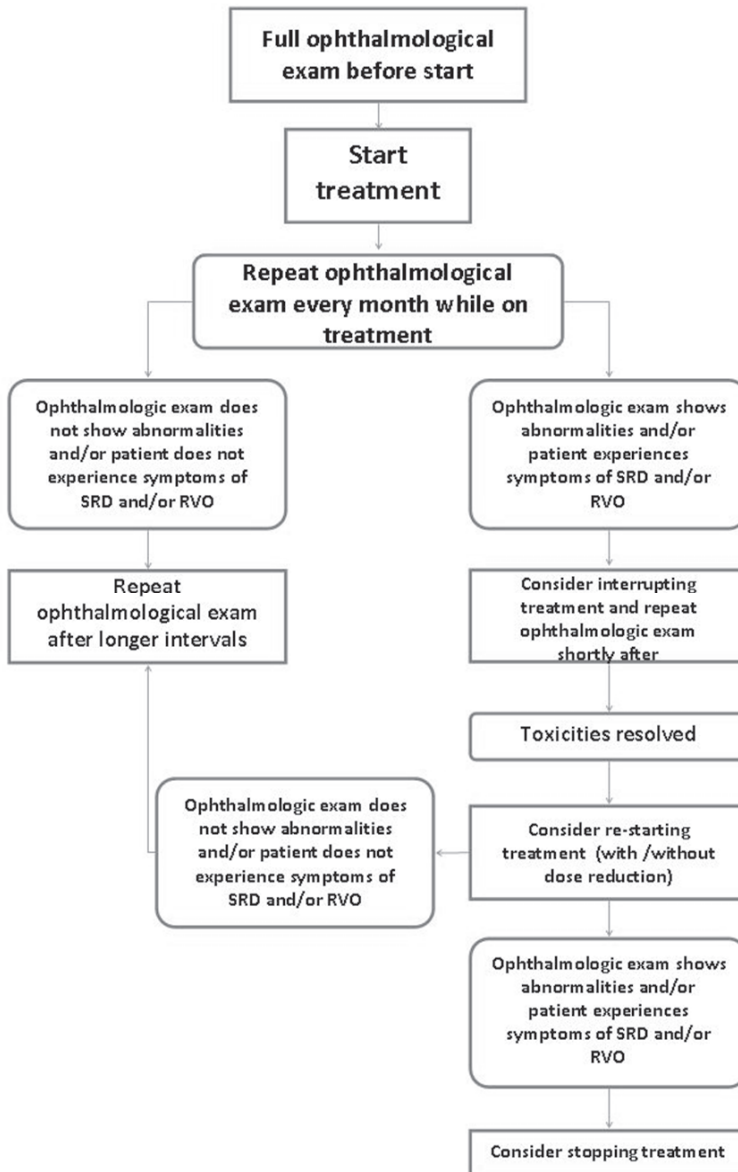 Full ophthalmological
exam before start
Start
treatment
Repeat ophthalmological
exam every month while on
treatment
Ophthalmologic exam does
not show abnormalities
and/or patient does not
experience symptoms of
SRD and/or RVO
Ophthalmologic exam shows
abnormalities and/or
patient experiences
symptoms of SRD and/or
RVO
Repeat
ophthalmological exam
after longer intervals
Consider interrupting
treatment and repeat
ophthalmologic exam
shortly after
Toxicities resolved
Ophthalmologic exam does
not show abnormalities
and/or patient does not
experience symptoms of
SRD and/or RVO
Consider re-starting
treatment (with /without
dose reduction)
Ophthalmologic exam shows
abnormalities and/or
patient experiences
symptoms of SRD and/or
RVO
Consider stopping treatment